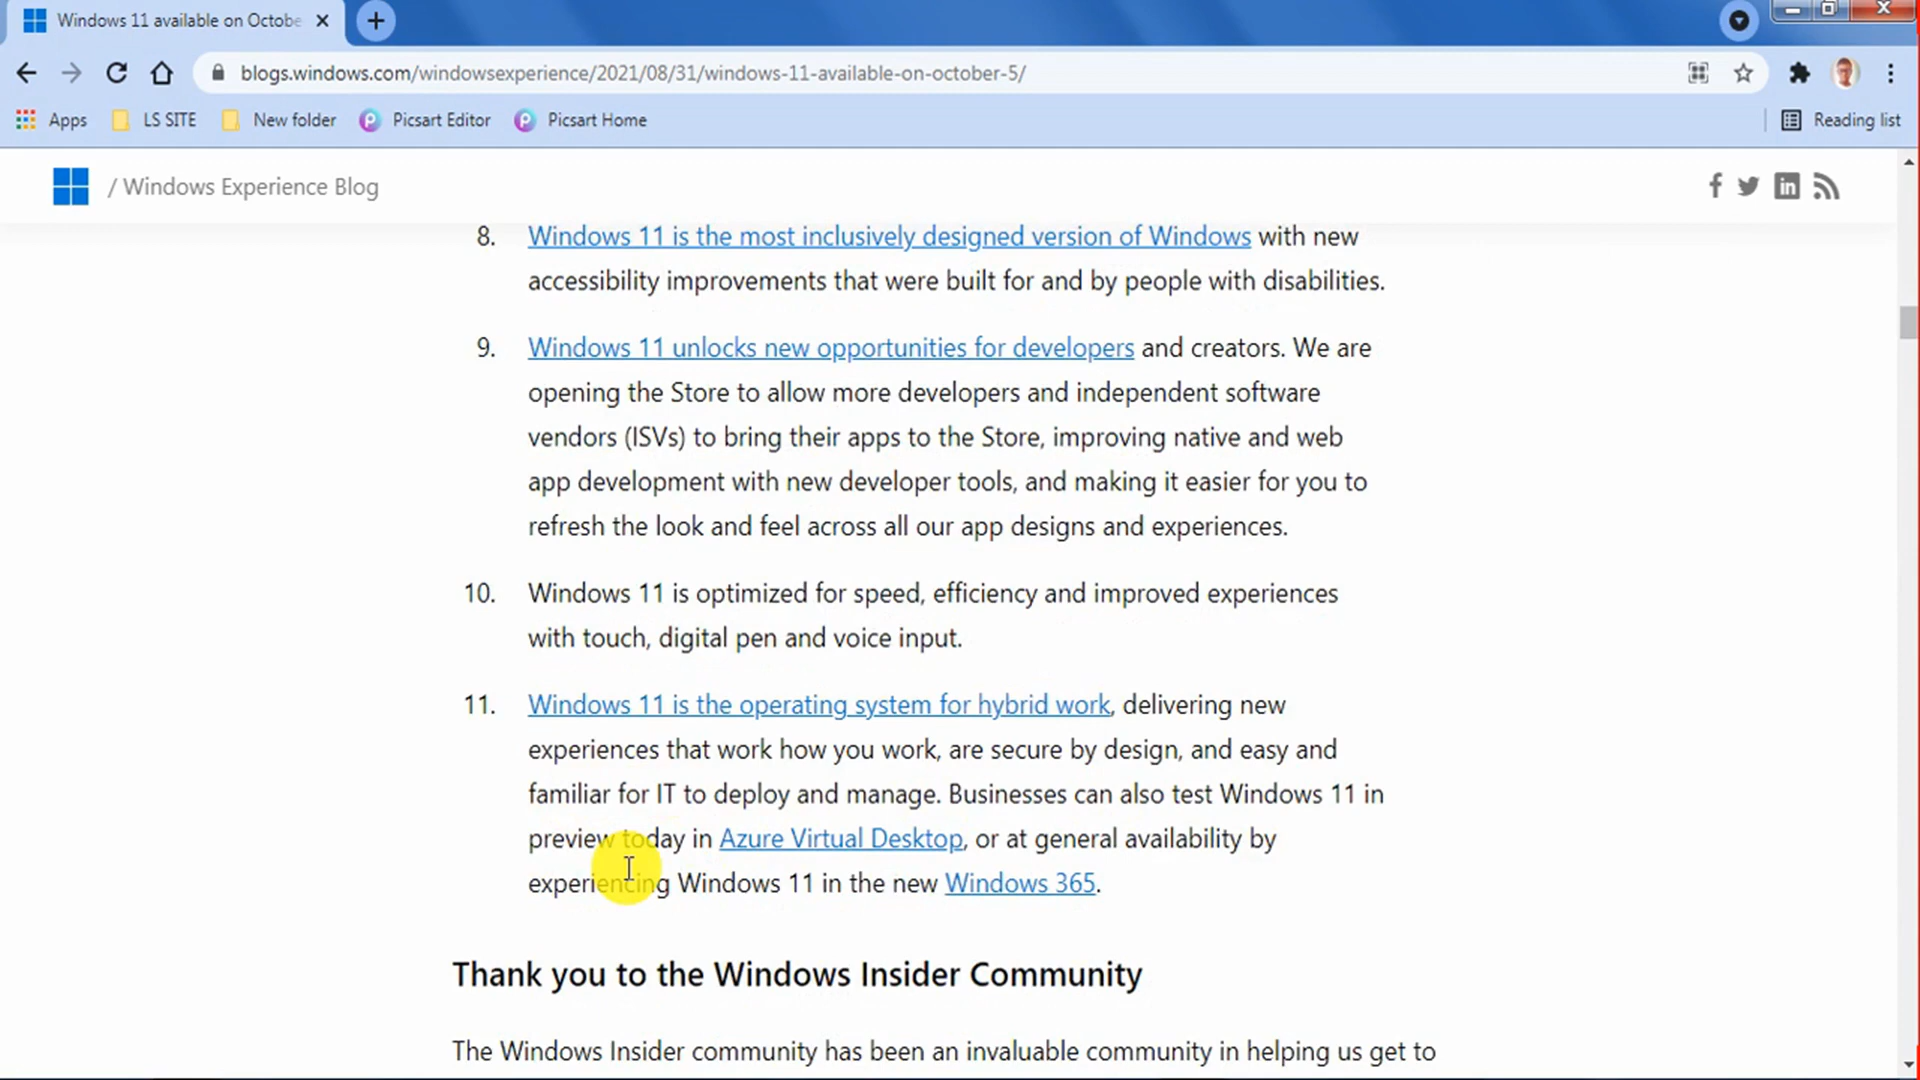 Windows 11 available on Octobe
blogs.windows.com/windowsexperience/2021/08/31/windows-11-available-on-october-5/
Apps LS SITE New folder Picsart Editor Picsart Home Reading list
/ Windows Experience Blog
8. Windows 11 is the most inclusively designed version of Windows with new
accessibility improvements that were built for and by people with disabilities.
9. Windows 11 unlocks new opportunities for developers and creators. We are
opening the Store to allow more developers and independent software
vendors (ISVs) to bring their apps to the Store, improving native and web
app development with new developer tools, and making it easier for you to
refresh the look and feel across all our app designs and experiences.
10. Windows 11 is optimized for speed, efficiency and improved experiences
with touch, digital pen and voice input.
11. Windows 11 is the operating system for hybrid work, delivering new
experiences that work how you work, are secure by design, and easy and
familiar for IT to deploy and manage. Businesses can also test Windows 11 in
preview today in Azure Virtual Desktop, or at general availability by
experiencing Windows 11 in the new Windows 365.
Thank you to the Windows Insider Community
The Windows Insider community has been an invaluable community in helping us get to